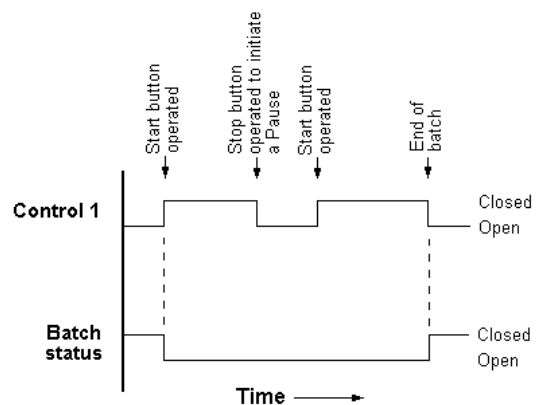 Start button
operated
Stop button
operated to initiate
a Pause
Start button
operated
End of
batch
Control 1
Closed
Open
Batch
status
Closed
Open
Time